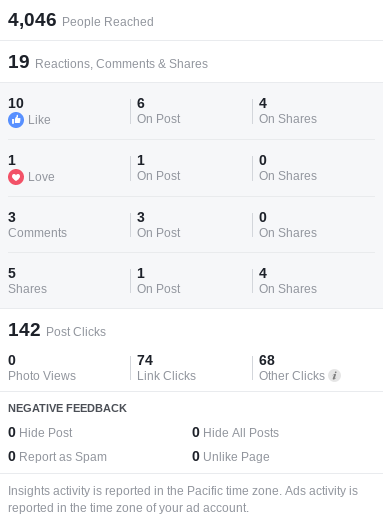 4,046 People Reached
19 Reactions, Comments & Shares
10 6 4
Like On Post On Shares
1 1 0
Love On Post On Shares
3 3 0
Comments On Post On Shares
5 1 4
Shares On Post On Shares
142 Post Clicks
0 74 68
Photo Views Link Clicks Other Clicks i
NEGATIVE FEEDBACK
0 Hide Post 0 Hide All Posts
0 Report as Spam 0 Unlike Page
Insights activity is reported in the Pacific time zone. Ads activity is
reported in the time zone of your ad account.